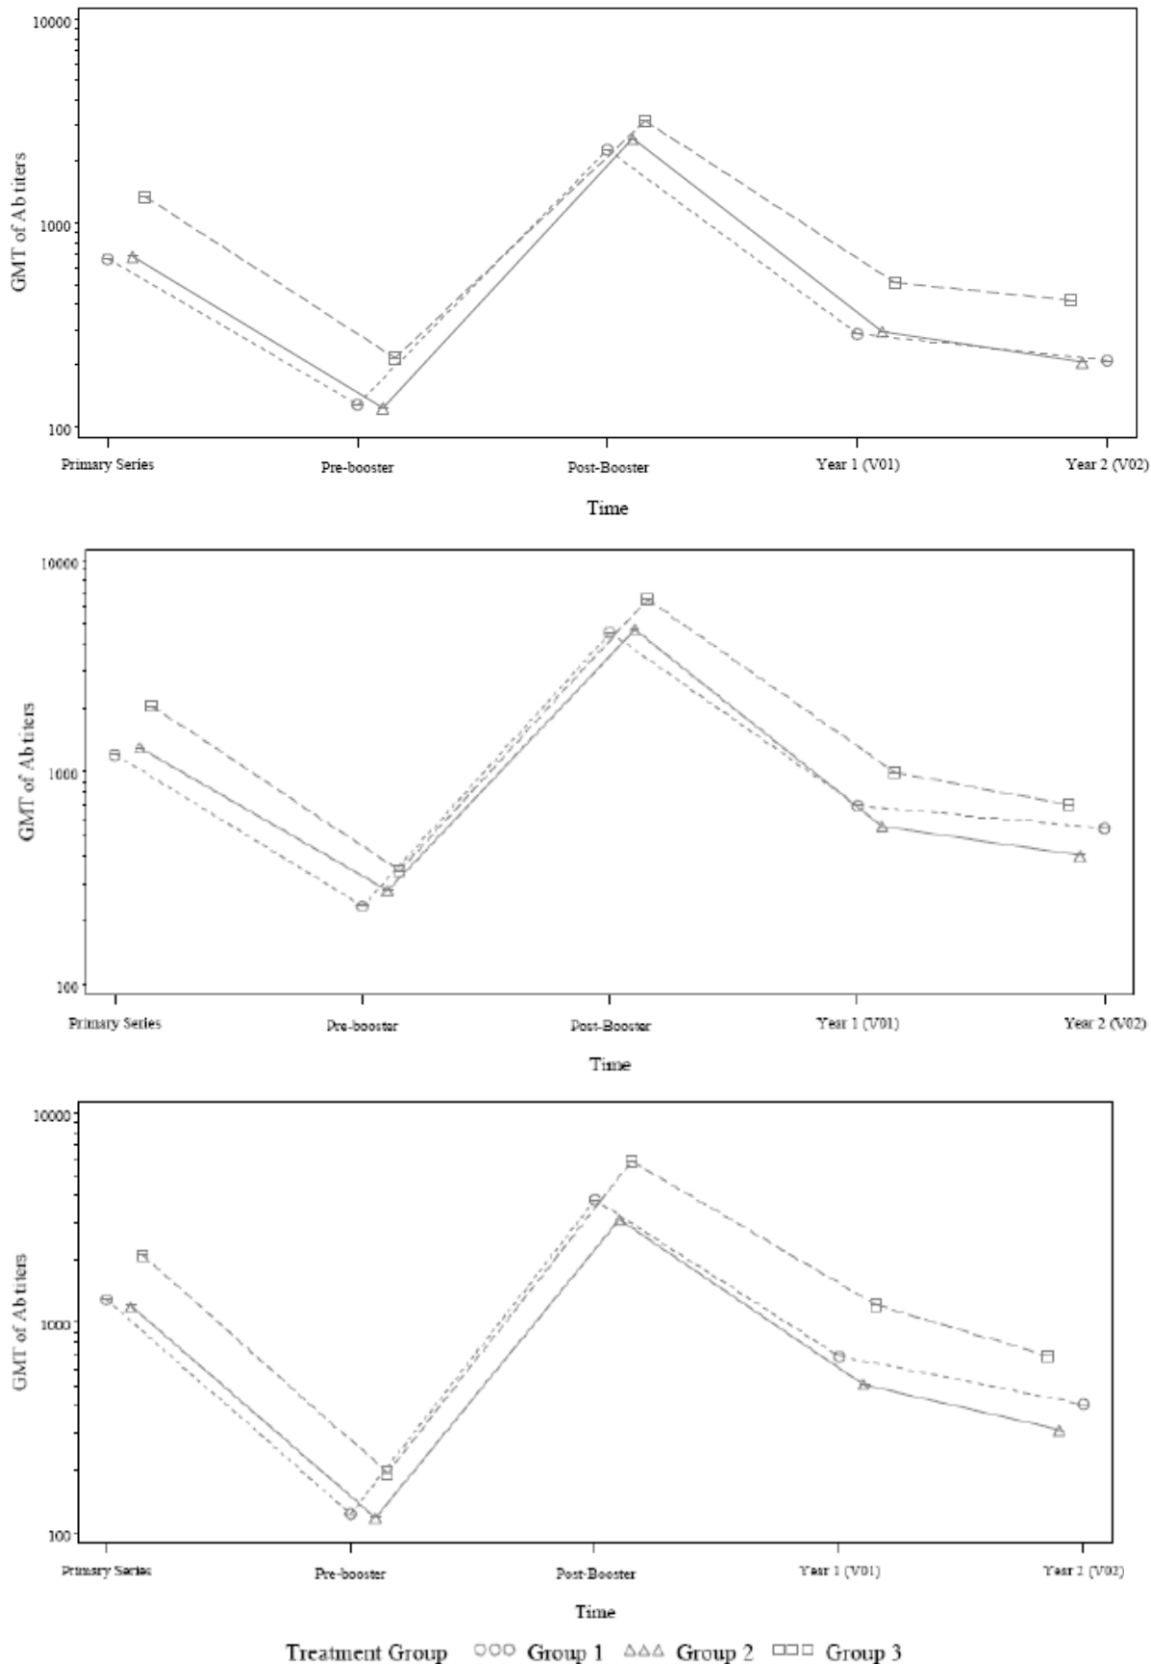 10000
1000
100
GMT of Ab titers
Primary Series Pre-booster Post-Booster Year 1 (V01) Year 2 (V02)
Time
10000
1000
100
GMT of Ab titers
Primary Series Pre-booster Post-Booster Year 1 (V01) Year 2 (V02)
Time
10000
1000
100
GMT of Ab titers
Primary Series Pre-booster Post-Booster Year 1 (V01) Year 2 (V02)
Time
Treatment Group Group 1 Group 2 Group 3